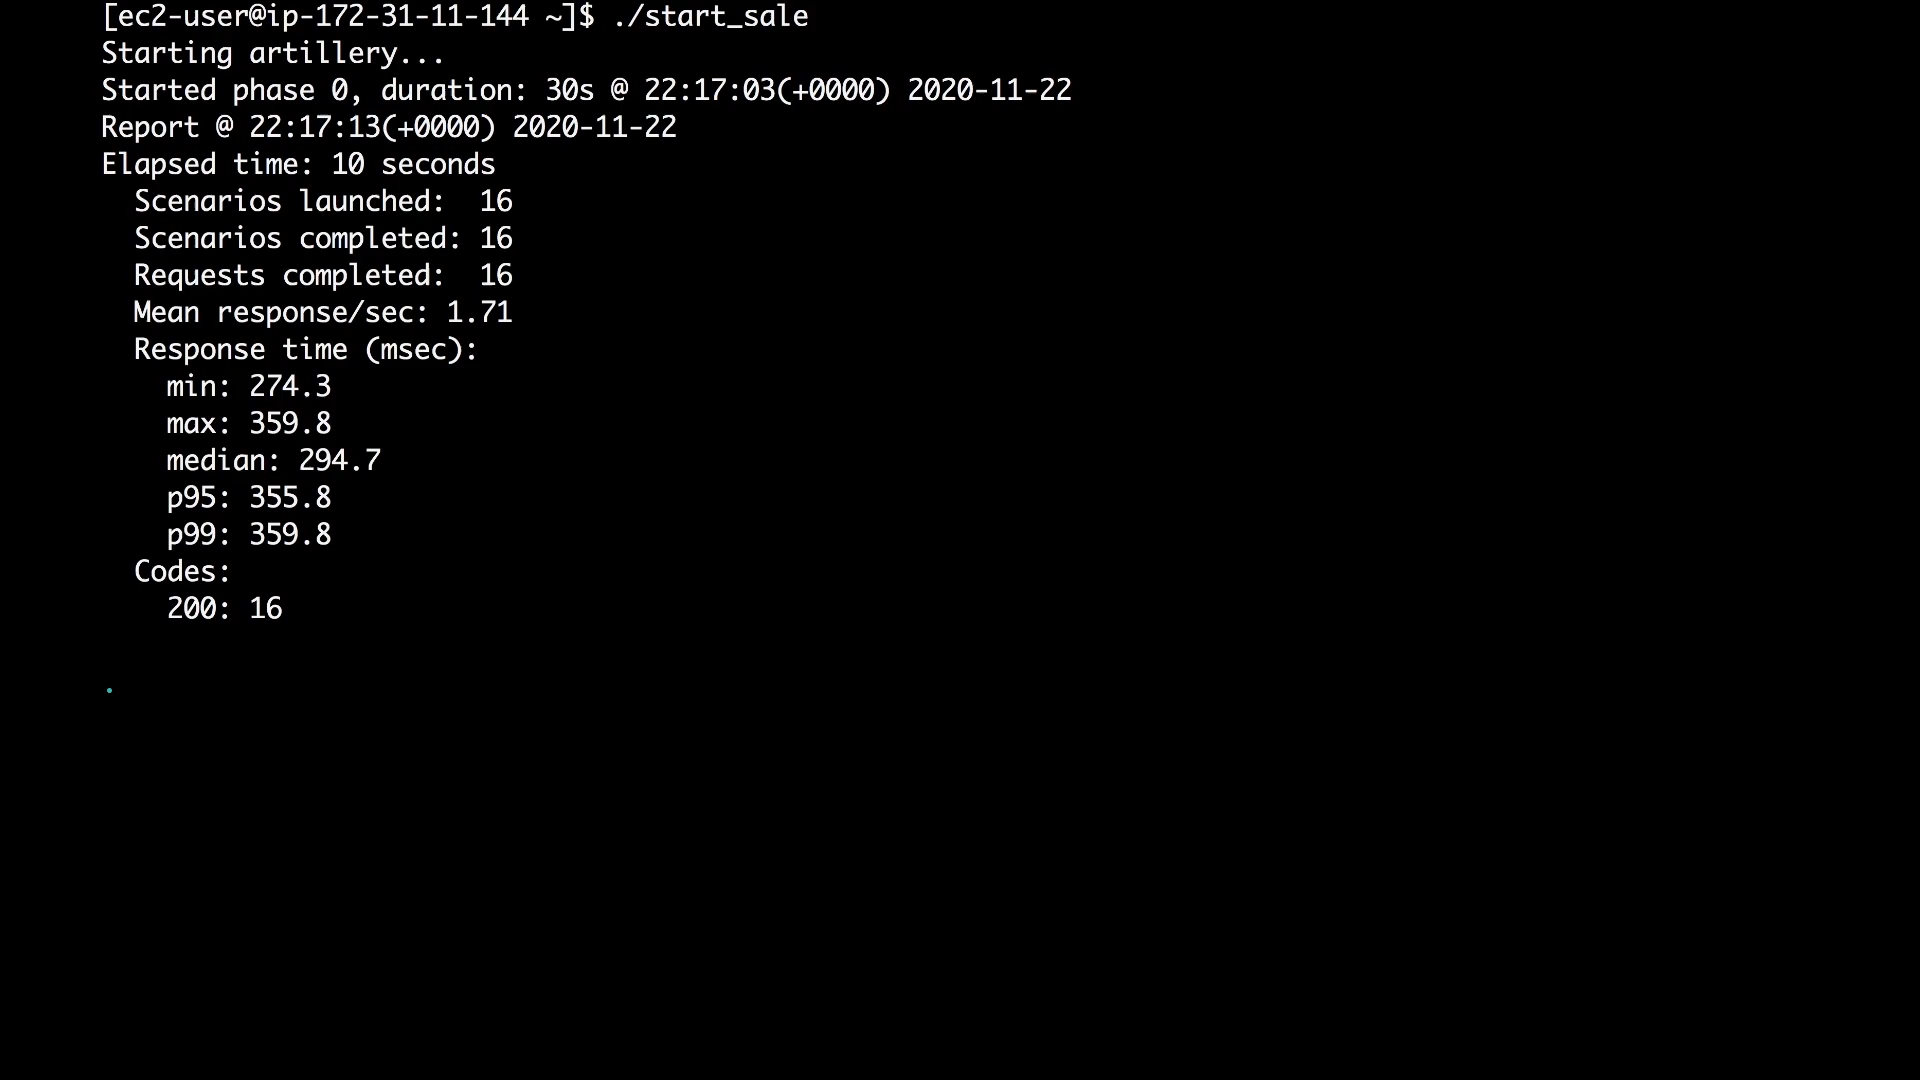 [ec2-user@ip-172-31-11-144 ~]$ ./start_sale
Starting artillery...
Started phase 0, duration: 30s @ 22:17:03(+0000) 2020-11-22
Report @ 22:17:13(+0000) 2020-11-22
Elapsed time: 10 seconds
  Scenarios launched:  16
  Scenarios completed: 16
  Requests completed:  16
  Mean response/sec: 1.71
  Response time (msec):
    min: 274.3
    max: 359.8
    median: 294.7
    p95: 355.8
    p99: 359.8
  Codes:
    200: 16